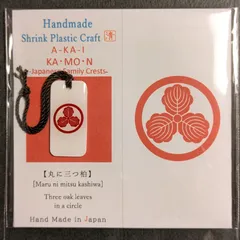 Handmade
Shrink Plastic Craft
A-KA-I
KA・MO・N
-Japanese Family Crests-
【丸に三つ柏】
[Maru ni mitsu kashiwa]
Three oak leaves
in a circle
Hand Made in Japan